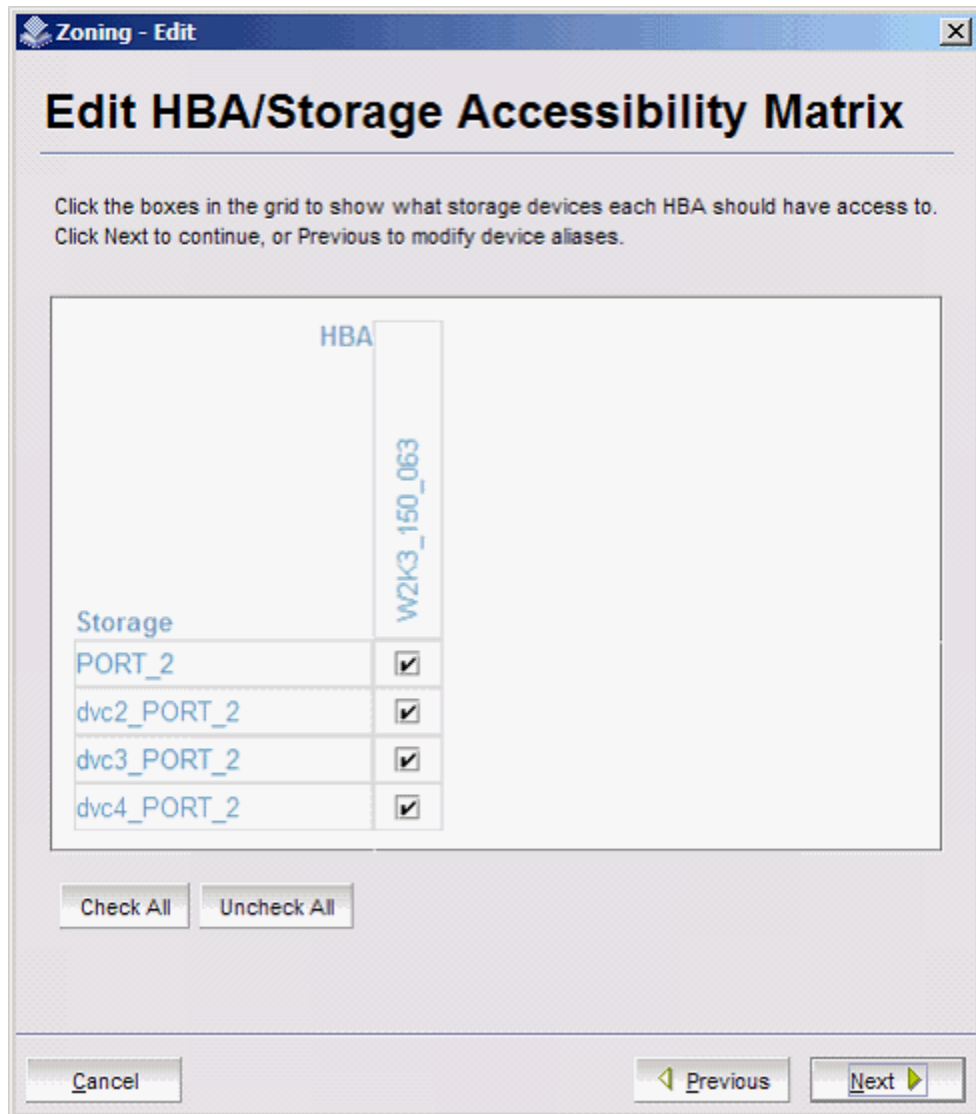 Zoning - Edit
Edit HBA/Storage Accessibility Matrix
Click the boxes in the grid to show what storage devices each HBA should have access to.
Click Next to continue, or Previous to modify device aliases.
HBA
W2K3_150_063
Storage
PORT_2
dvc2_PORT_2
dvc3_PORT_2
dvc4_PORT_2
Check All Uncheck All
Cancel Previous Next